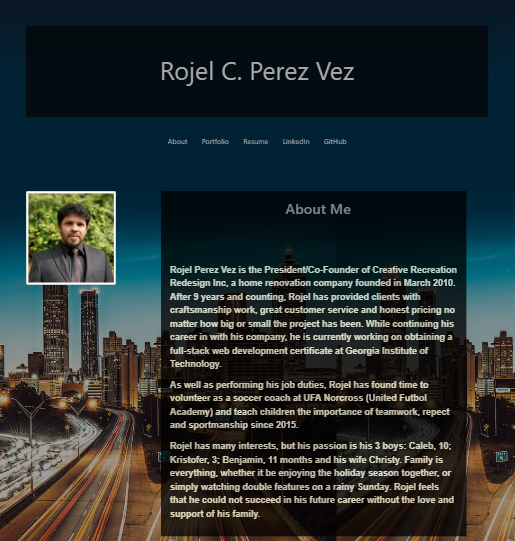 Rojel C. Perez Vez
About Portfolio Resume LinkedIn GitHub
About Me
Rojel Perez Vez is the President/Co-Founder of Creative Recreation
Redesign Inc, a home renovation company founded in March 2010.
After 9 years and counting, Rojel has provided clients with
craftsmanship work, great customer service and honest pricing no
matter how big or small the project has been. While continuing his
career in with his company, he is currently working on obtaining a
full-stack web development certificate at Georgia Institute of
Technology.
As well as performing his job duties, Rojel has found time to
volunteer as a soccer coach at UFA Norcross (United Futbol
Academy) and teach children the importance of teamwork, repect
and sportmanship since 2015.
Rojel has many interests, but his passion is his 3 boys: Caleb, 10;
Kristofer, 3; Benjamin, 11 months and his wife Christy. Family is
everything, whether it be enjoying the holiday season together, or
simply watching double features on a rainy Sunday. Rojel feels
that he could not succeed in his future career without the love and
support of his family.